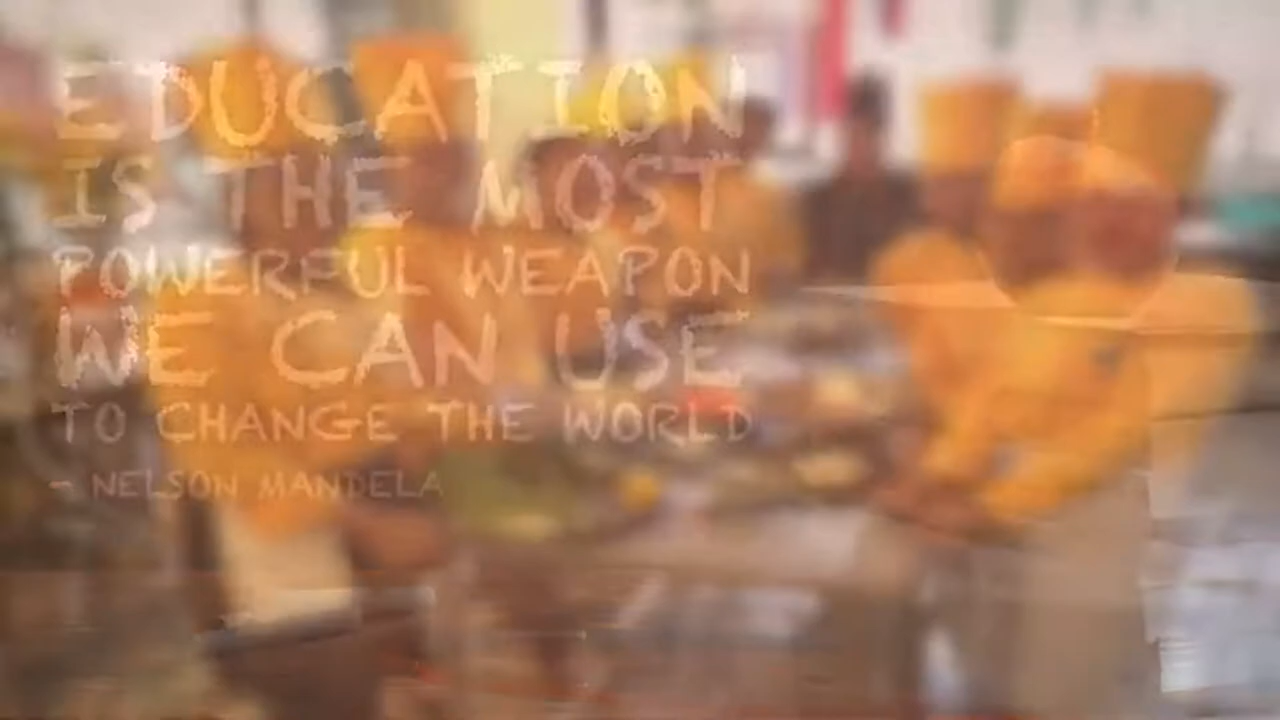 EDUCATION
IS THE MOST
POWERFUL WEAPON
WE CAN USE
TO CHANGE THE WORLD
- NELSON MANDELA